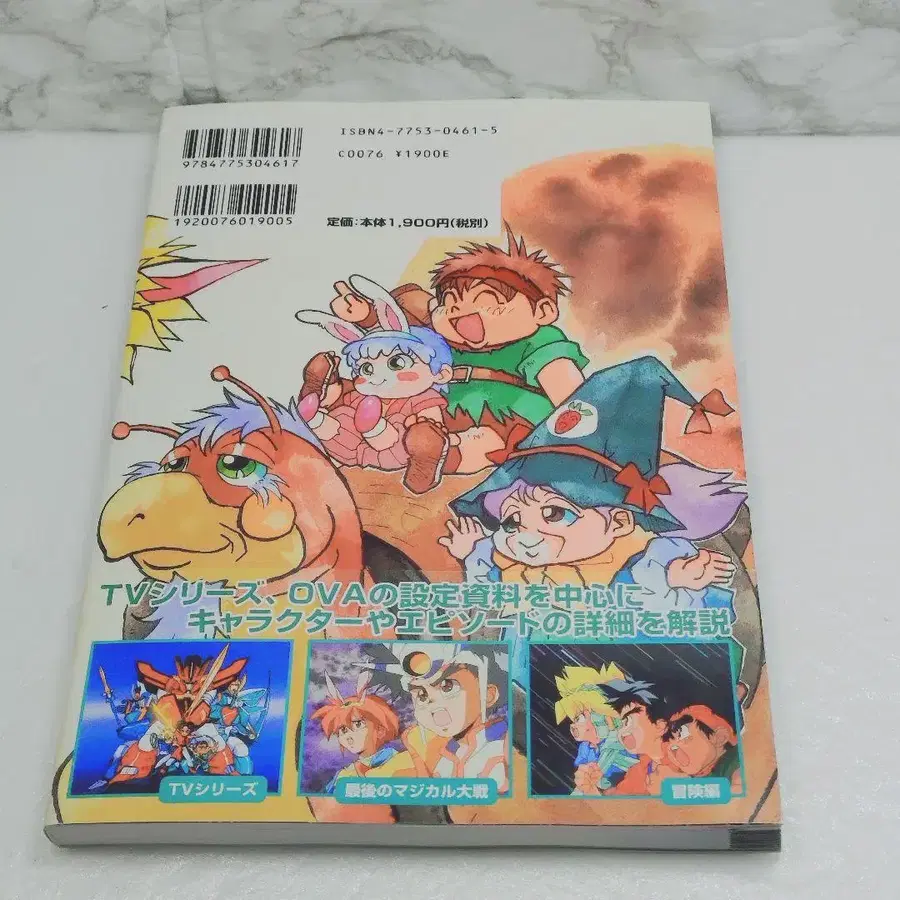 ISBN4-7753-0461-5
9784775304617
C0076 ¥1900E
1920076019005
定価:本体1,900円(税別)
TVシリーズ、OVAの設定資料を中心に
キャラクターやエピソードの詳細を解説
TVシリーズ
最後のマジカル大戦
冒険編